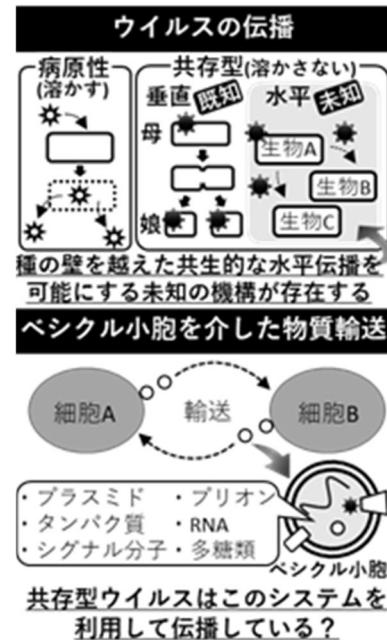 ウイルスの伝播
病原性
(溶かす)
共存型(溶かさない)
垂直 既知
水平 未知
母
娘
生物A
生物B
生物C
種の壁を越えた共生的な水平伝播を
可能にする未知の機構が存在する
ベシクル小胞を介した物質輸送
細胞A
輸送
細胞B
・プラスミド ・プリオン
・タンパク質 ・RNA
・シグナル分子 ・多糖類
ベシクル小胞
共存型ウイルスはこのシステムを
利用して伝播している？